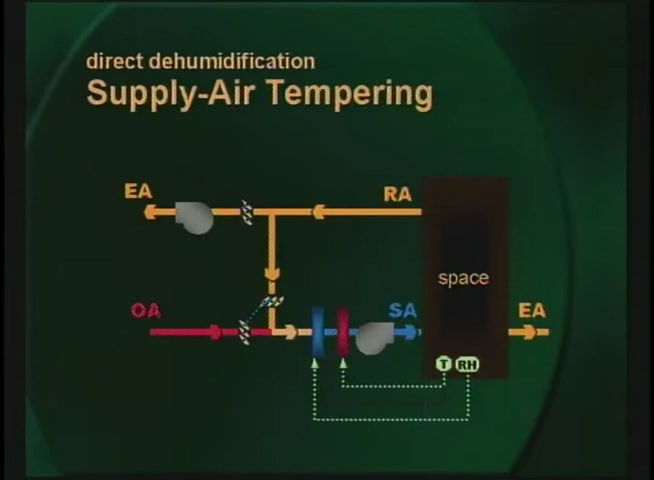 direct dehumidification
Supply-Air Tempering
EA
RA
space
OA
SA
EA
T
RH